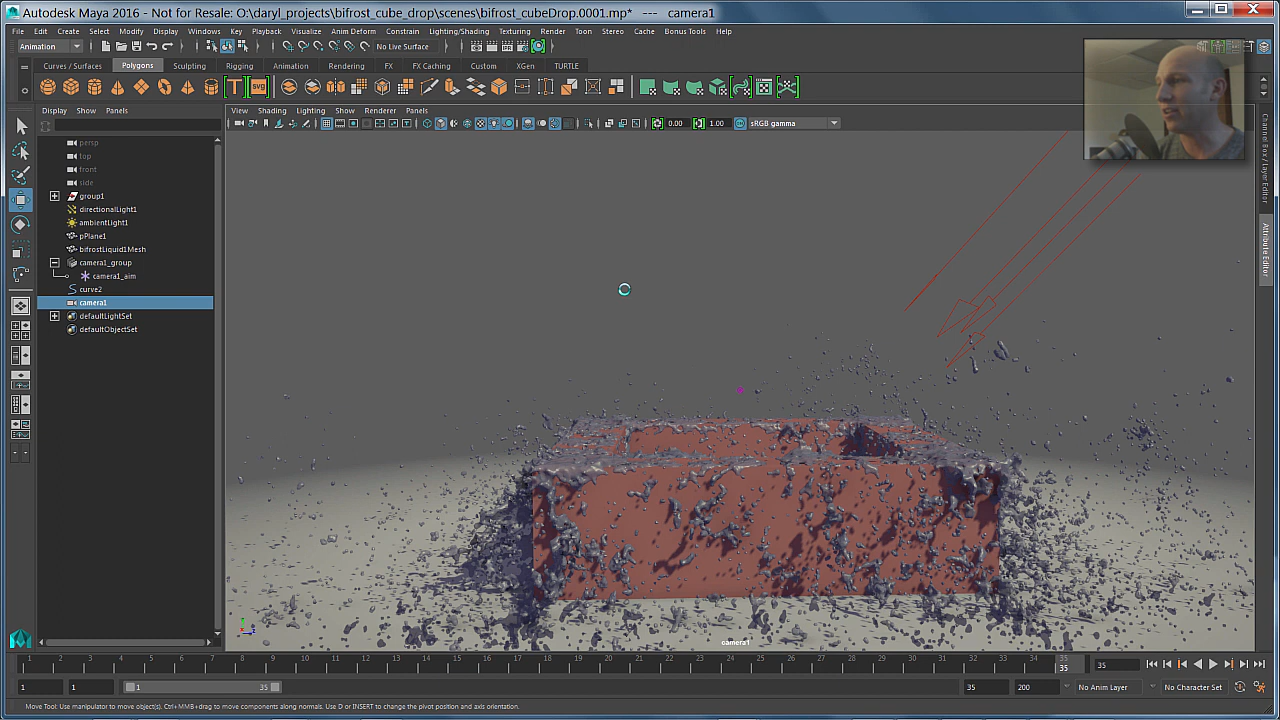 Autodesk Maya 2016 - Not for Resale: O:\daryl_projects\bifrost_cube_drop\scenes\bifrost_cubeDrop.0001.mp* --- camera1
File Edit Create Select Modify Display Windows Key Playback Visualize Anim Deform Constrain Lighting/Shading Texturing Render Toon Stereo Cache Bonus Tools Help
Animation No Live Surface
Curves / Surfaces Polygons Sculpting Rigging Animation Rendering FX FX Caching Custom XGen TURTLE
Display Show Panels
View Shading Lighting Show Renderer Panels
0.00 1.00 sRGB gamma
persp
top
front
side
group1
directionalLight1
ambientLight1
pPlane1
bifrostLiquid1Mesh
camera1_group
camera1_aim
curve2
camera1
defaultLightSet
defaultObjectSet
Channel Box / Layer Editor
Attribute Editor
camera1
1 2 3 4 5 6 7 8 9 10 11 12 13 14 15 16 17 18 19 20 21 22 23 24 25 26 27 28 29 30 31 32 33 34 35
35 35
1 1 1 35 35 200 No Anim Layer No Character Set
Move Tool: Use manipulator to move object(s). Ctrl+MMB+drag to move components along normals. Use D or INSERT to change the pivot position and axis orientation.